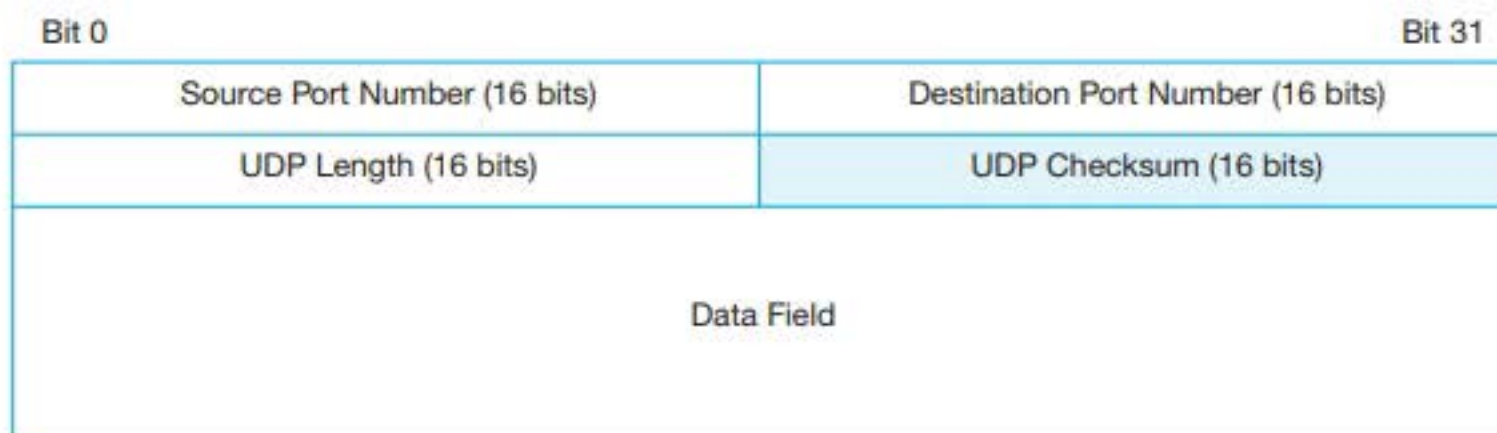 Bit 0
Bit 31
Source Port Number (16 bits)
Destination Port Number (16 bits)
UDP Length (16 bits)
UDP Checksum (16 bits)
Data Field